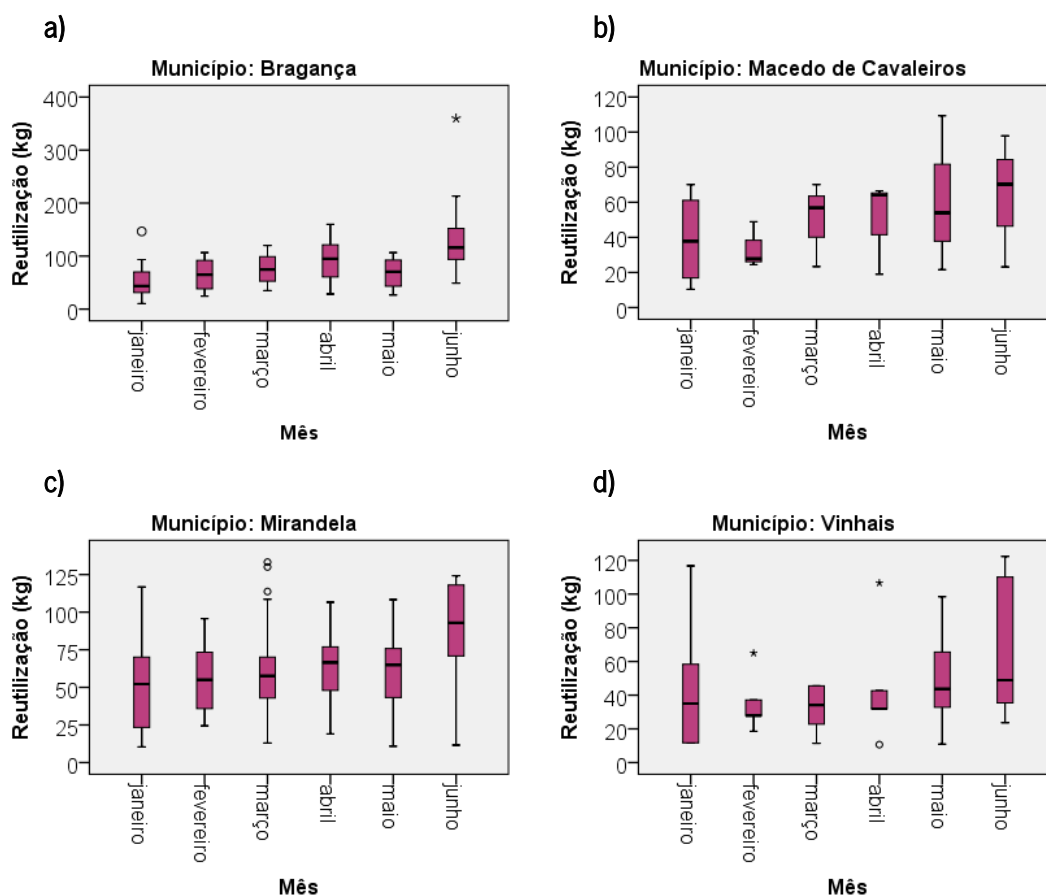 a)
Município: Bragança
Reutilização (kg)
400
300
200
100
0
janeiro
fevereiro
março
abril
maio
junho
Mês
b)
Município: Macedo de Cavaleiros
Reutilização (kg)
120
100
80
60
40
20
0
janeiro
fevereiro
março
abril
maio
junho
Mês
c)
Município: Mirandela
Reutilização (kg)
125
100
75
50
25
0
janeiro
fevereiro
março
abril
maio
junho
Mês
d)
Município: Vinhais
Reutilização (kg)
120
100
80
60
40
20
0
janeiro
fevereiro
março
abril
maio
junho
Mês